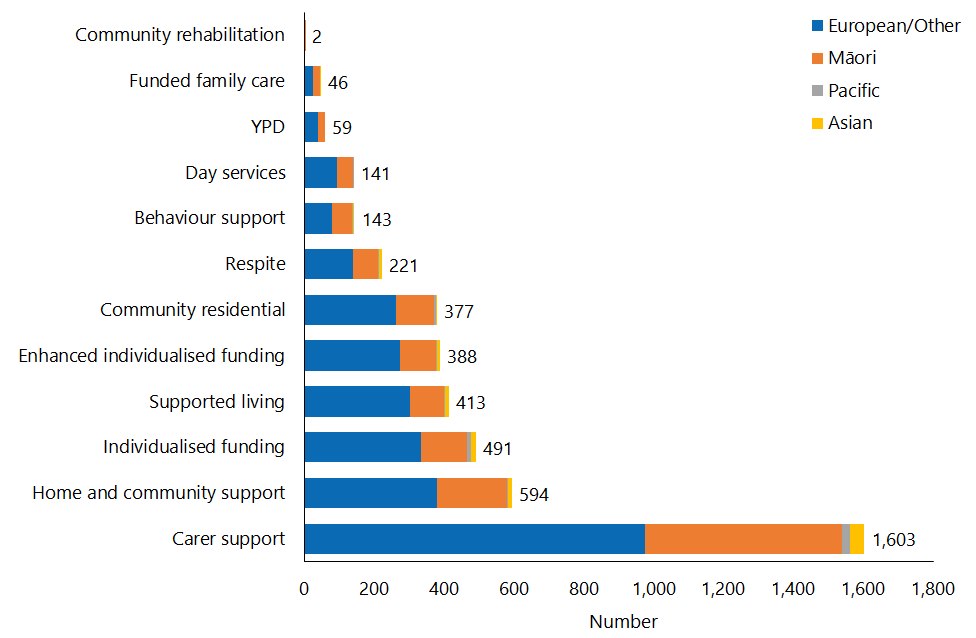 European/Other
Māori
Pacific
Asian
Community rehabilitation 2
Funded family care 46
YPD 59
Day services 141
Behaviour support 143
Respite 221
Community residential 377
Enhanced individualised funding 388
Supported living 413
Individualised funding 491
Home and community support 594
Carer support 1,603
0 200 400 600 800 1,000 1,200 1,400 1,600 1,800
Number